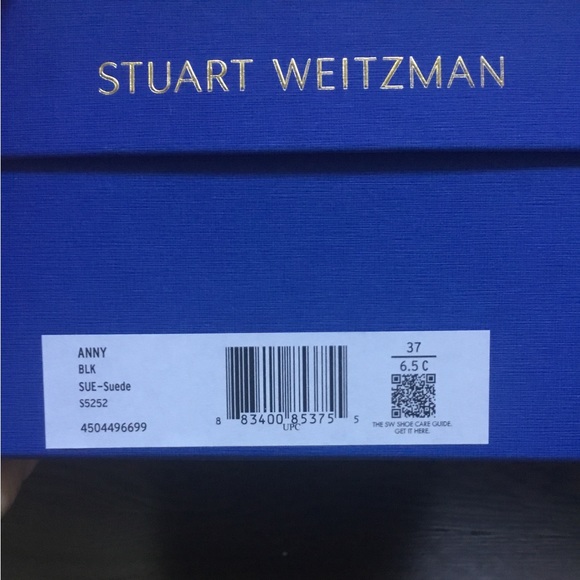 STUART WEITZMAN
ANNY
BLK
SUE-Suede
S5252
4504496699
8 83400 85375 5
UPC
37
6.5 C
THE SW SHOE CARE GUIDE.
GET IT HERE.